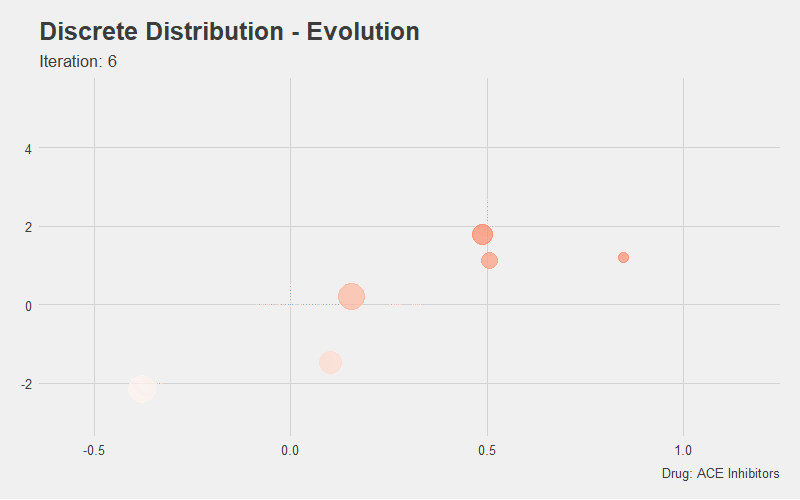 Discrete Distribution - Evolution
Iteration: 6
4
2
0
-2
-0.5 0.0 0.5 1.0
Drug: ACE Inhibitors